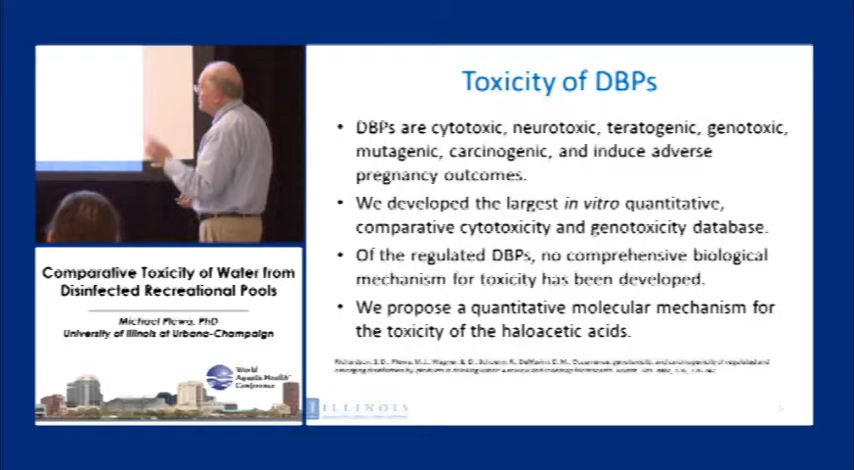 Toxicity of DBPs
• DBPs are cytotoxic, neurotoxic, teratogenic, genotoxic,
mutagenic, carcinogenic, and induce adverse
pregnancy outcomes.
• We developed the largest in vitro quantitative,
comparative cytotoxicity and genotoxicity database.
• Of the regulated DBPs, no comprehensive biological
mechanism for toxicity has been developed.
• We propose a quantitative molecular mechanism for
the toxicity of the haloacetic acids.
Comparative Toxicity of Water from
Disinfected Recreational Pools
Michael Plewa, PhD
University of Illinois at Urbana-Champaign
World
Aquatic Health
Conference
ILLINOIS